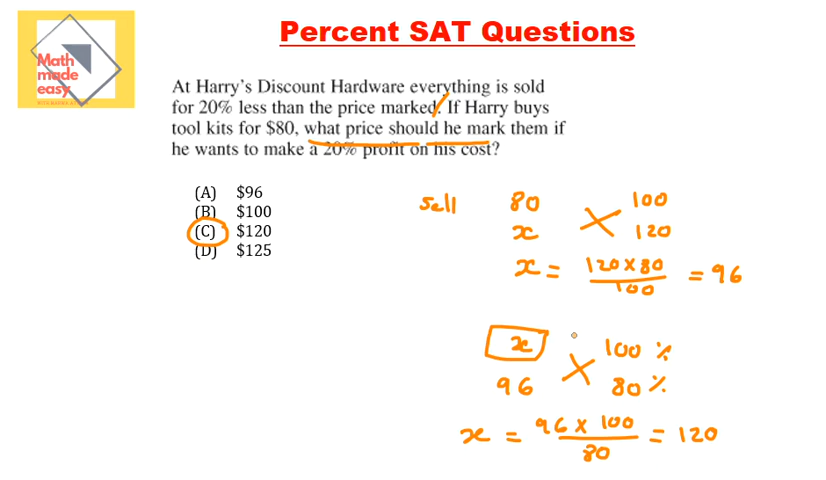 Percent SAT Questions
Math
made
easy
At Harry's Discount Hardware everything is sold
for 20% less than the price marked. If Harry buys
tool kits for $80, what price should he mark them if
he wants to make a 20% profit on his cost?
(A) $96
(B) $100
(C) $120
(D) $125
sell 80 100
x 120
x = 120 x 80 / 100 = 96
x 100 %
96 80 %
x = 96 x 100 / 80 = 120